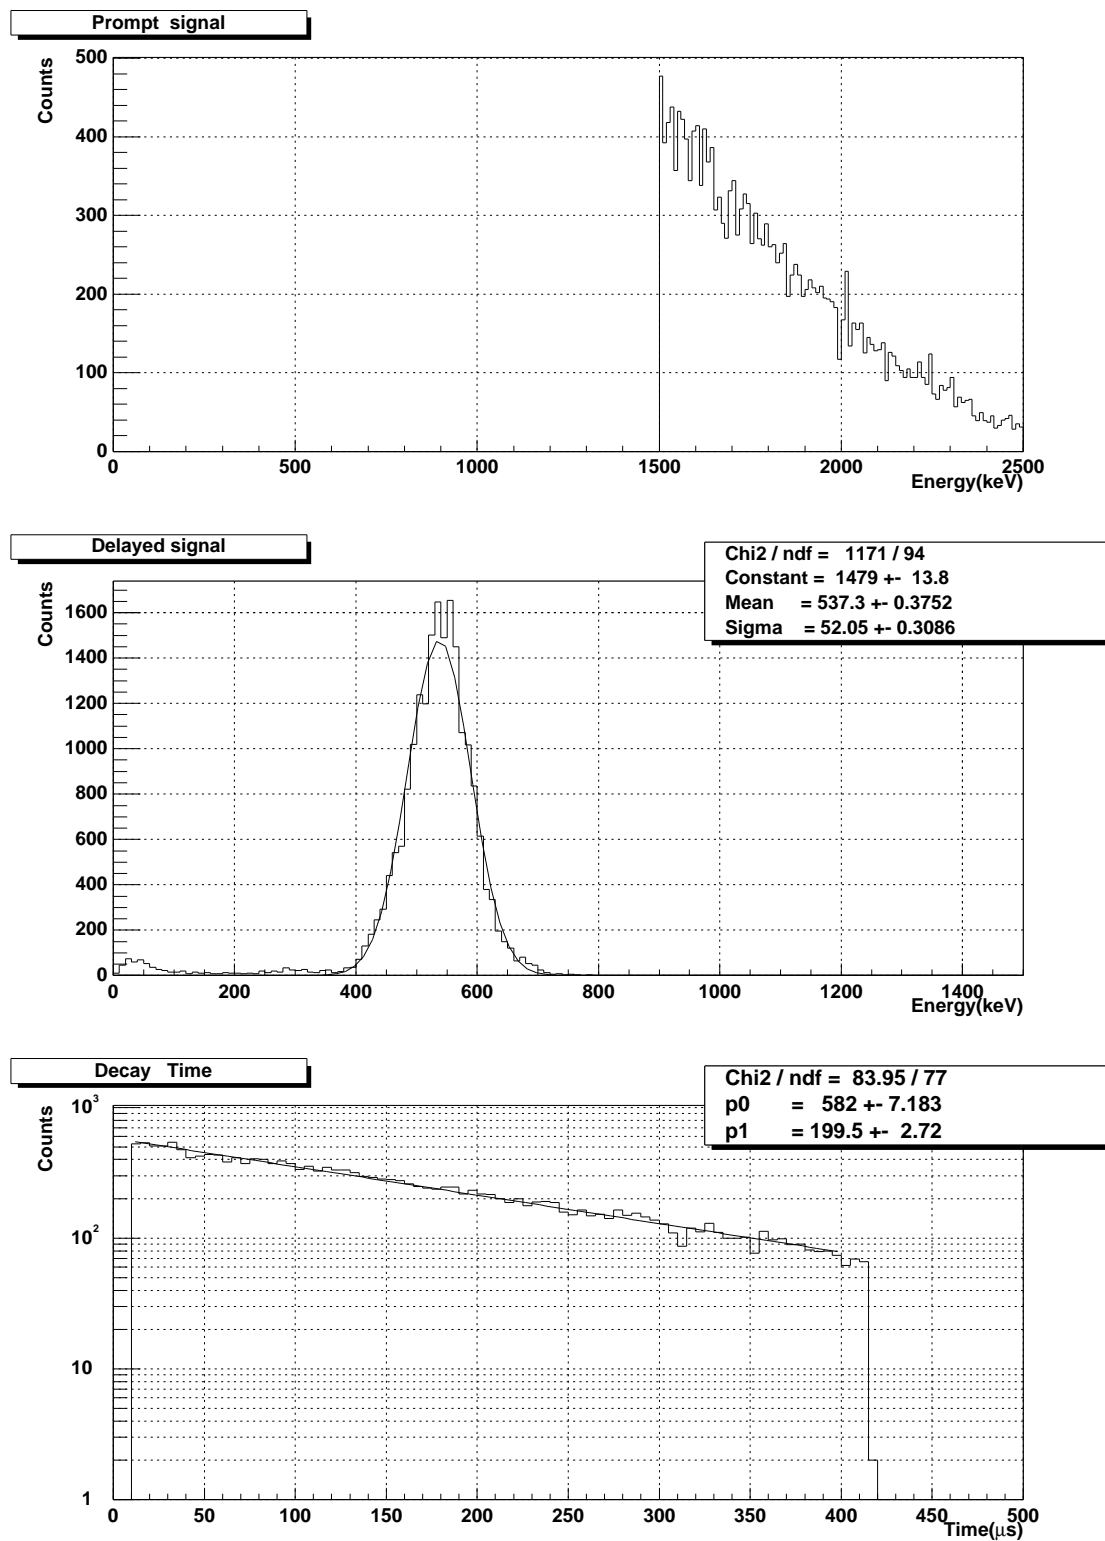 Prompt signal
Counts
500
400
300
200
100
0
0 500 1000 1500 2000 2500
Energy(keV)
Delayed signal
Chi2 / ndf = 1171 / 94
Constant = 1479 +- 13.8
Mean = 537.3 +- 0.3752
Sigma = 52.05 +- 0.3086
Counts
1600
1400
1200
1000
800
600
400
200
0
0 200 400 600 800 1000 1200 1400
Energy(keV)
Decay Time
Chi2 / ndf = 83.95 / 77
p0 = 582 +- 7.183
p1 = 199.5 +- 2.72
Counts
10³
10²
10
1
0 50 100 150 200 250 300 350 400 450 500
Time(μs)